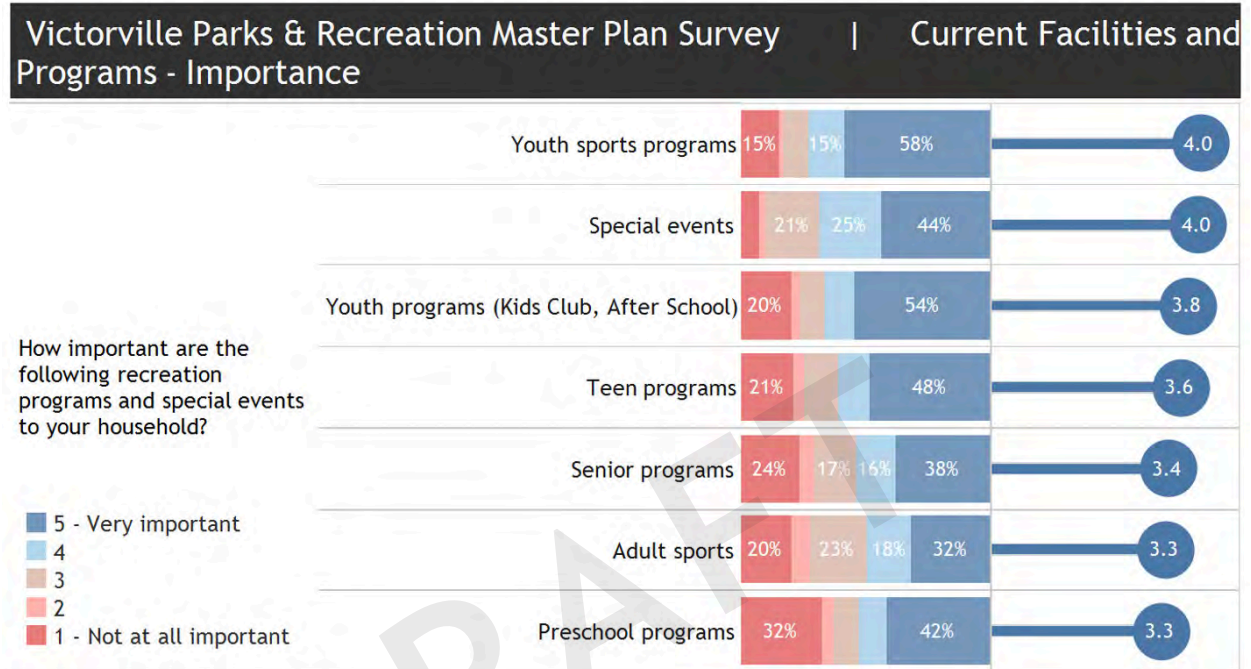 Victorville Parks & Recreation Master Plan Survey | Current Facilities and
Programs - Importance
Youth sports programs 15% 15% 58% 4.0
Special events 21% 25% 44% 4.0
Youth programs (Kids Club, After School) 20% 54% 3.8
How important are the
following recreation
programs and special events
to your household?
Teen programs 21% 48% 3.6
Senior programs 24% 17% 16% 38% 3.4
5 - Very important
4
3
2
1 - Not at all important
Adult sports 20% 23% 18% 32% 3.3
Preschool programs 32% 42% 3.3
DRAFT